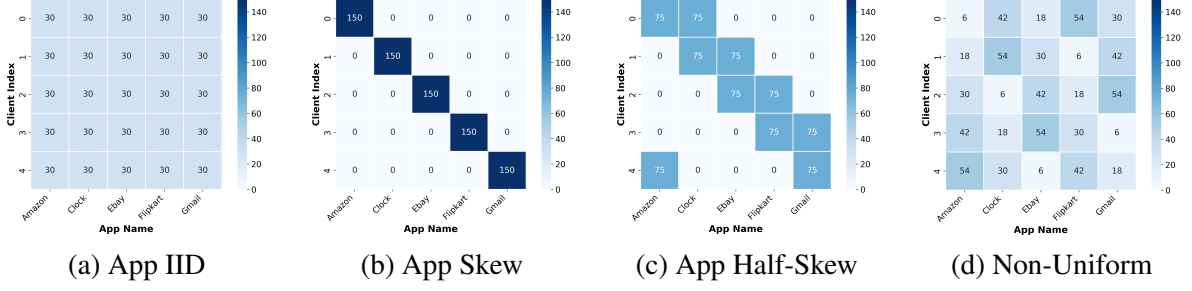 Client Index
0 30 30 30 30 30
1 30 30 30 30 30
2 30 30 30 30 30
3 30 30 30 30 30
4 30 30 30 30 30
Amazon Clock Ebay Flipkart Gmail
App Name
140
120
100
80
60
40
20
0
(a) App IID
Client Index
0 150 0 0 0 0
1 0 150 0 0 0
2 0 0 150 0 0
3 0 0 0 150 0
4 0 0 0 0 150
Amazon Clock Ebay Flipkart Gmail
App Name
140
120
100
80
60
40
20
0
(b) App Skew
Client Index
0 75 75 0 0 0
1 0 75 75 0 0
2 0 0 75 75 0
3 0 0 0 75 75
4 75 0 0 0 75
Amazon Clock Ebay Flipkart Gmail
App Name
140
120
100
80
60
40
20
0
(c) App Half-Skew
Client Index
0 6 42 18 54 30
1 18 54 30 6 42
2 30 6 42 18 54
3 42 18 54 30 6
4 54 30 6 42 18
Amazon Clock Ebay Flipkart Gmail
App Name
140
120
100
80
60
40
20
0
(d) Non-Uniform